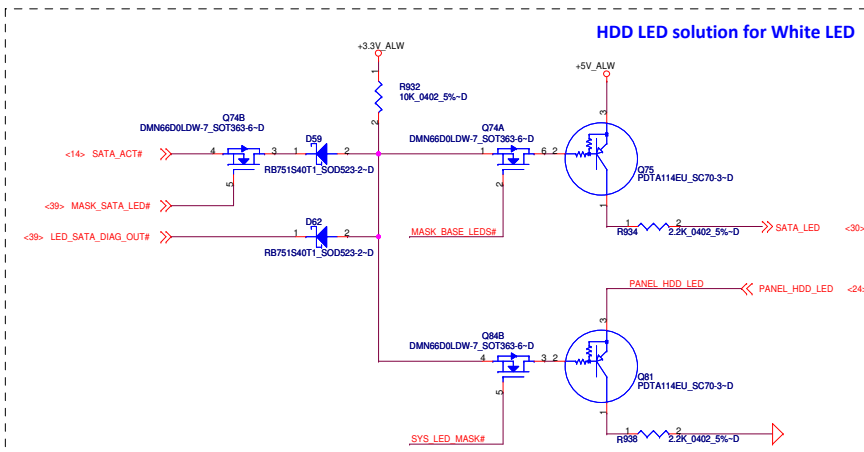 HDD LED solution for White LED
+3.3V_ALW
+5V_ALW
1
R932
10K_0402_5%~D
2
3
Q74B
DMN66D0LDW-7_SOT363-6~D
D59
Q74A
DMN66D0LDW-7_SOT363-6~D
<14> SATA_ACT#
4
3
1
2
1
6
2
RB751S40T1_SOD523-2~D
Q75
PDTA114EU_SC70-3~D
5
2
<39> MASK_SATA_LED#
1
D62
<39> LED_SATA_DIAG_OUT#
1
2
MASK_BASE_LEDS#
1
2
SATA_LED
<30>
R934
2.2K_0402_5%~D
RB751S40T1_SOD523-2~D
PANEL_HDD_LED
PANEL_HDD_LED
<24>
3
Q84B
DMN66D0LDW-7_SOT363-6~D
4
3
2
Q81
PDTA114EU_SC70-3~D
5
1
SYS_LED_MASK#
1
2
R938
2.2K_0402_5%~D